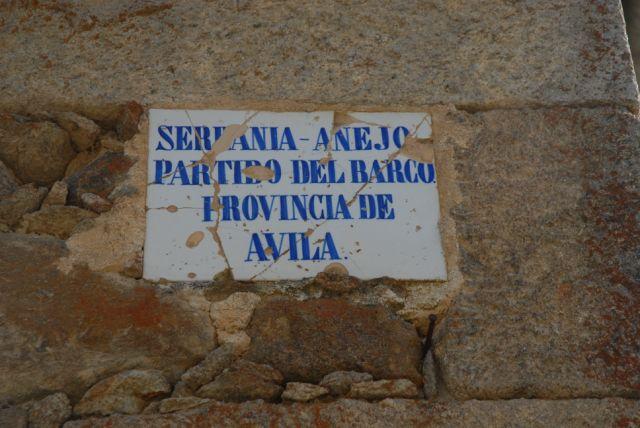 SERRANIA-ANEJO
PARTIDO DEL BARCO
PROVINCIA DE
AVILA.